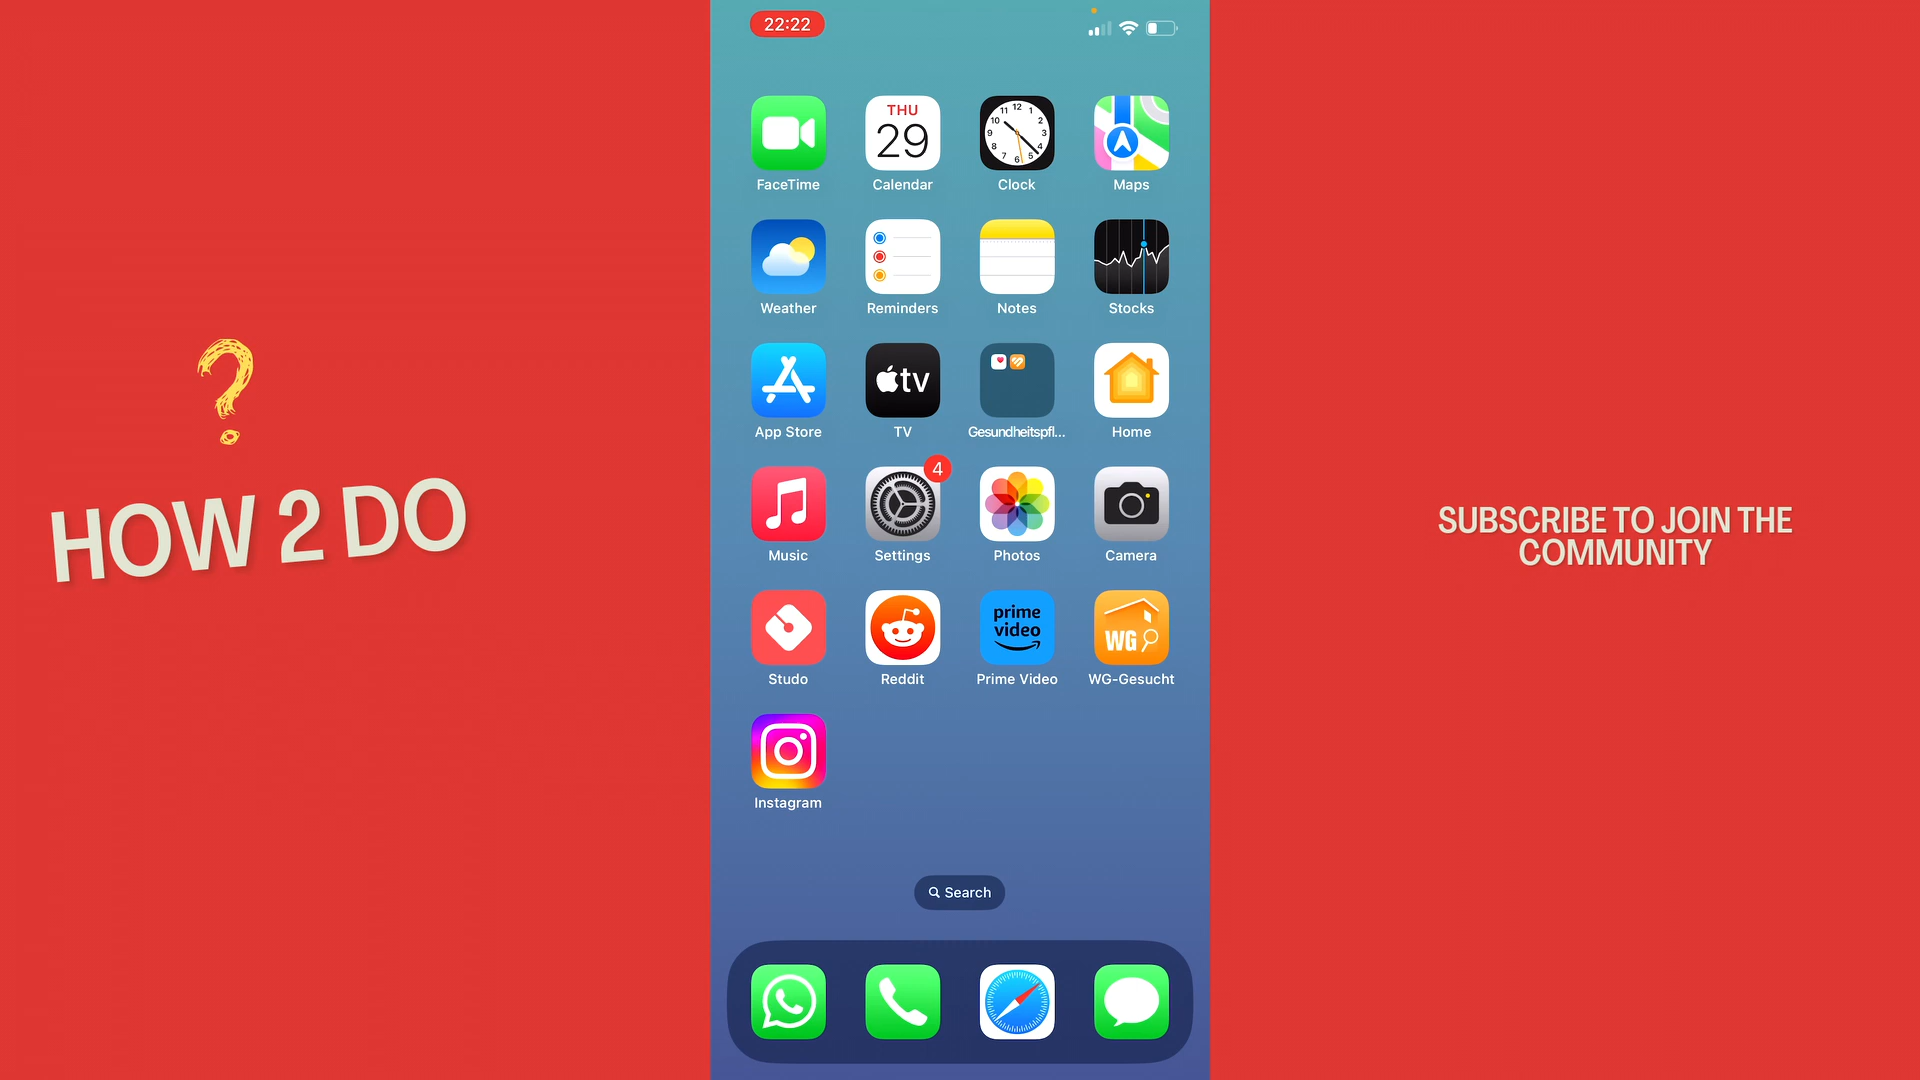 22:22
THU
29
FaceTime
Calendar
Clock
Maps
Weather
Reminders
Notes
Stocks
tv
App Store
TV
Gesundheitspfl...
Home
4
Music
Settings
Photos
Camera
prime
video
WG
Studo
Reddit
Prime Video
WG-Gesucht
Instagram
Search
?
HOW 2 DO
SUBSCRIBE TO JOIN THE
COMMUNITY